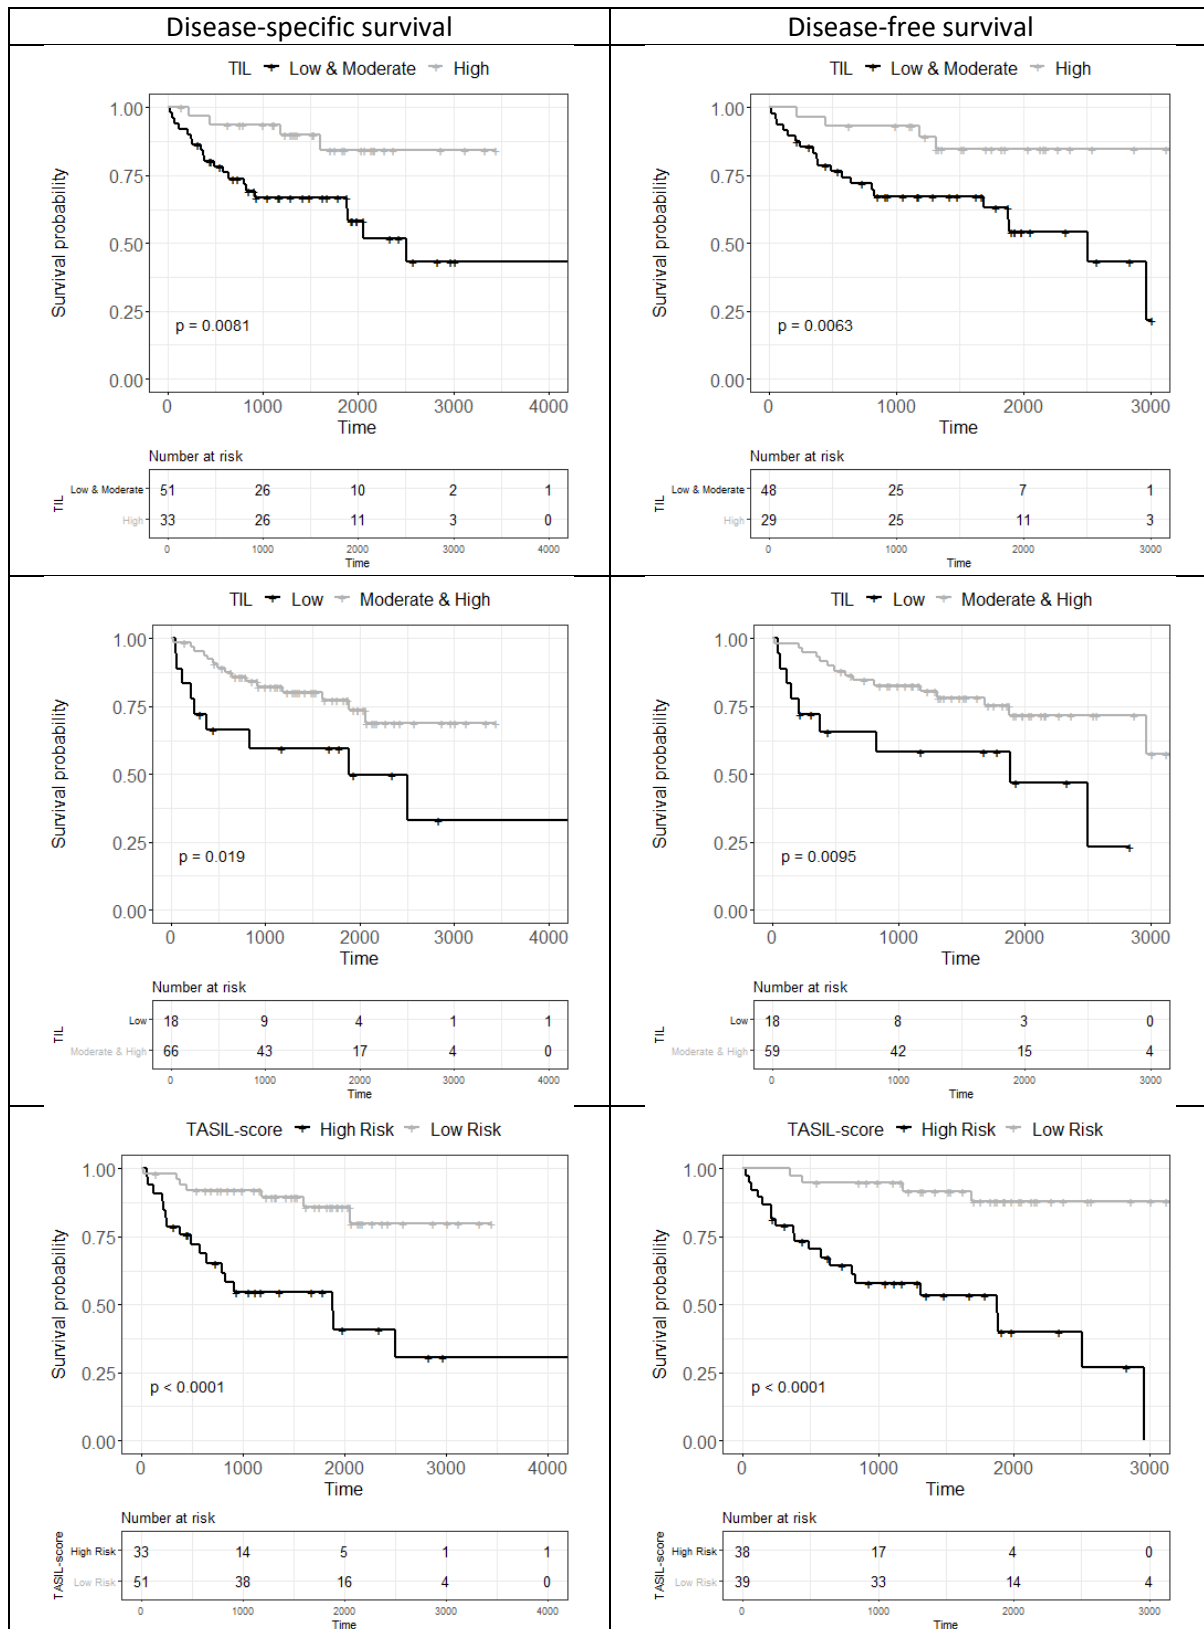 Disease-specific survival
Disease-free survival
TIL Low & Moderate High
1.00
0.75
0.50
0.25
0.00
Survival probability
p = 0.0081
0 1000 2000 3000 4000
Time
Number at risk
TIL
Low & Moderate 51 26 10 2 1
High 33 26 11 3 0
0 1000 2000 3000 4000
Time
TIL Low & Moderate High
1.00
0.75
0.50
0.25
0.00
Survival probability
p = 0.0063
0 1000 2000 3000
Time
Number at risk
TIL
Low & Moderate 48 25 7 1
High 29 25 11 3
0 1000 2000 3000
Time
TIL Low Moderate & High
1.00
0.75
0.50
0.25
0.00
Survival probability
p = 0.019
0 1000 2000 3000 4000
Time
Number at risk
TIL
Low 18 9 4 1 1
Moderate & High 66 43 17 4 0
0 1000 2000 3000 4000
Time
TIL Low Moderate & High
1.00
0.75
0.50
0.25
0.00
Survival probability
p = 0.0095
0 1000 2000 3000
Time
Number at risk
TIL
Low 18 8 3 0
Moderate & High 59 42 15 4
0 1000 2000 3000
Time
TASIL-score High Risk Low Risk
1.00
0.75
0.50
0.25
0.00
Survival probability
p < 0.0001
0 1000 2000 3000 4000
Time
Number at risk
TASIL-score
High Risk 33 14 5 1 1
Low Risk 51 38 16 4 0
0 1000 2000 3000 4000
Time
TASIL-score High Risk Low Risk
1.00
0.75
0.50
0.25
0.00
Survival probability
p < 0.0001
0 1000 2000 3000
Time
Number at risk
TASIL-score
High Risk 38 17 4 0
Low Risk 39 33 14 4
0 1000 2000 3000
Time